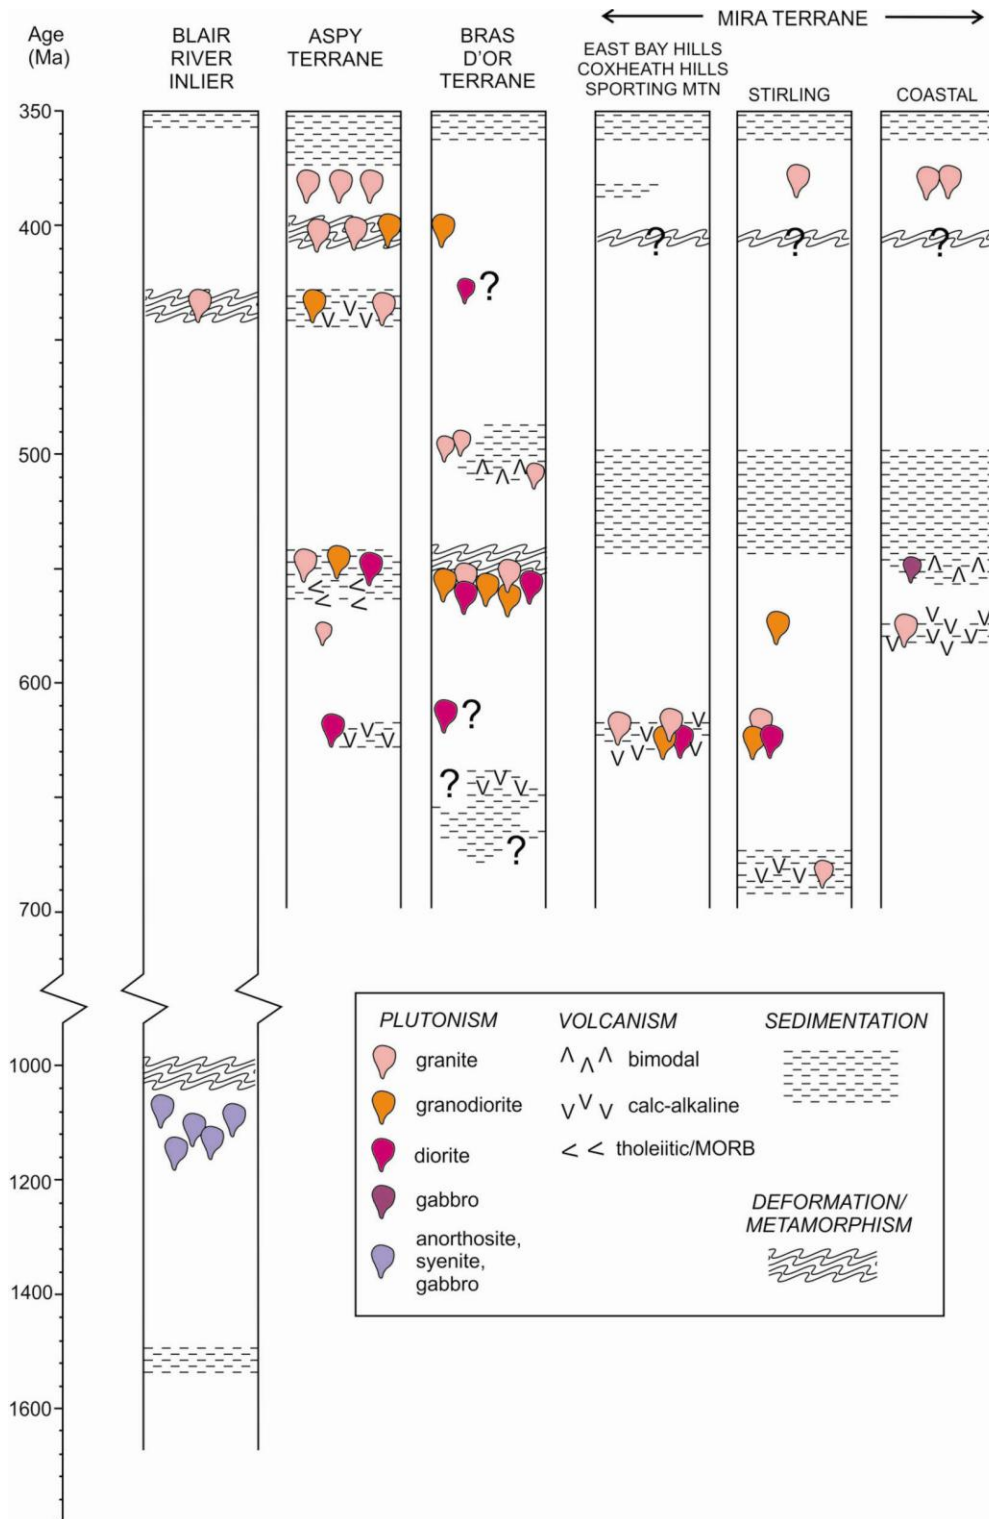 MIRA TERRANE
Age
(Ma)
BLAIR
RIVER
INLIER
ASPY
TERRANE
BRAS
D'OR
TERRANE
EAST BAY HILLS
COXHEATH HILLS
SPORTING MTN
STIRLING
COASTAL
350
400
?
?
?
?
500
600
?
?
?
700
1000
1200
1400
1600
PLUTONISM
granite
granodiorite
diorite
gabbro
anorthosite,
syenite,
gabbro
VOLCANISM
bimodal
calc-alkaline
tholeiitic/MORB
SEDIMENTATION
DEFORMATION/
METAMORPHISM